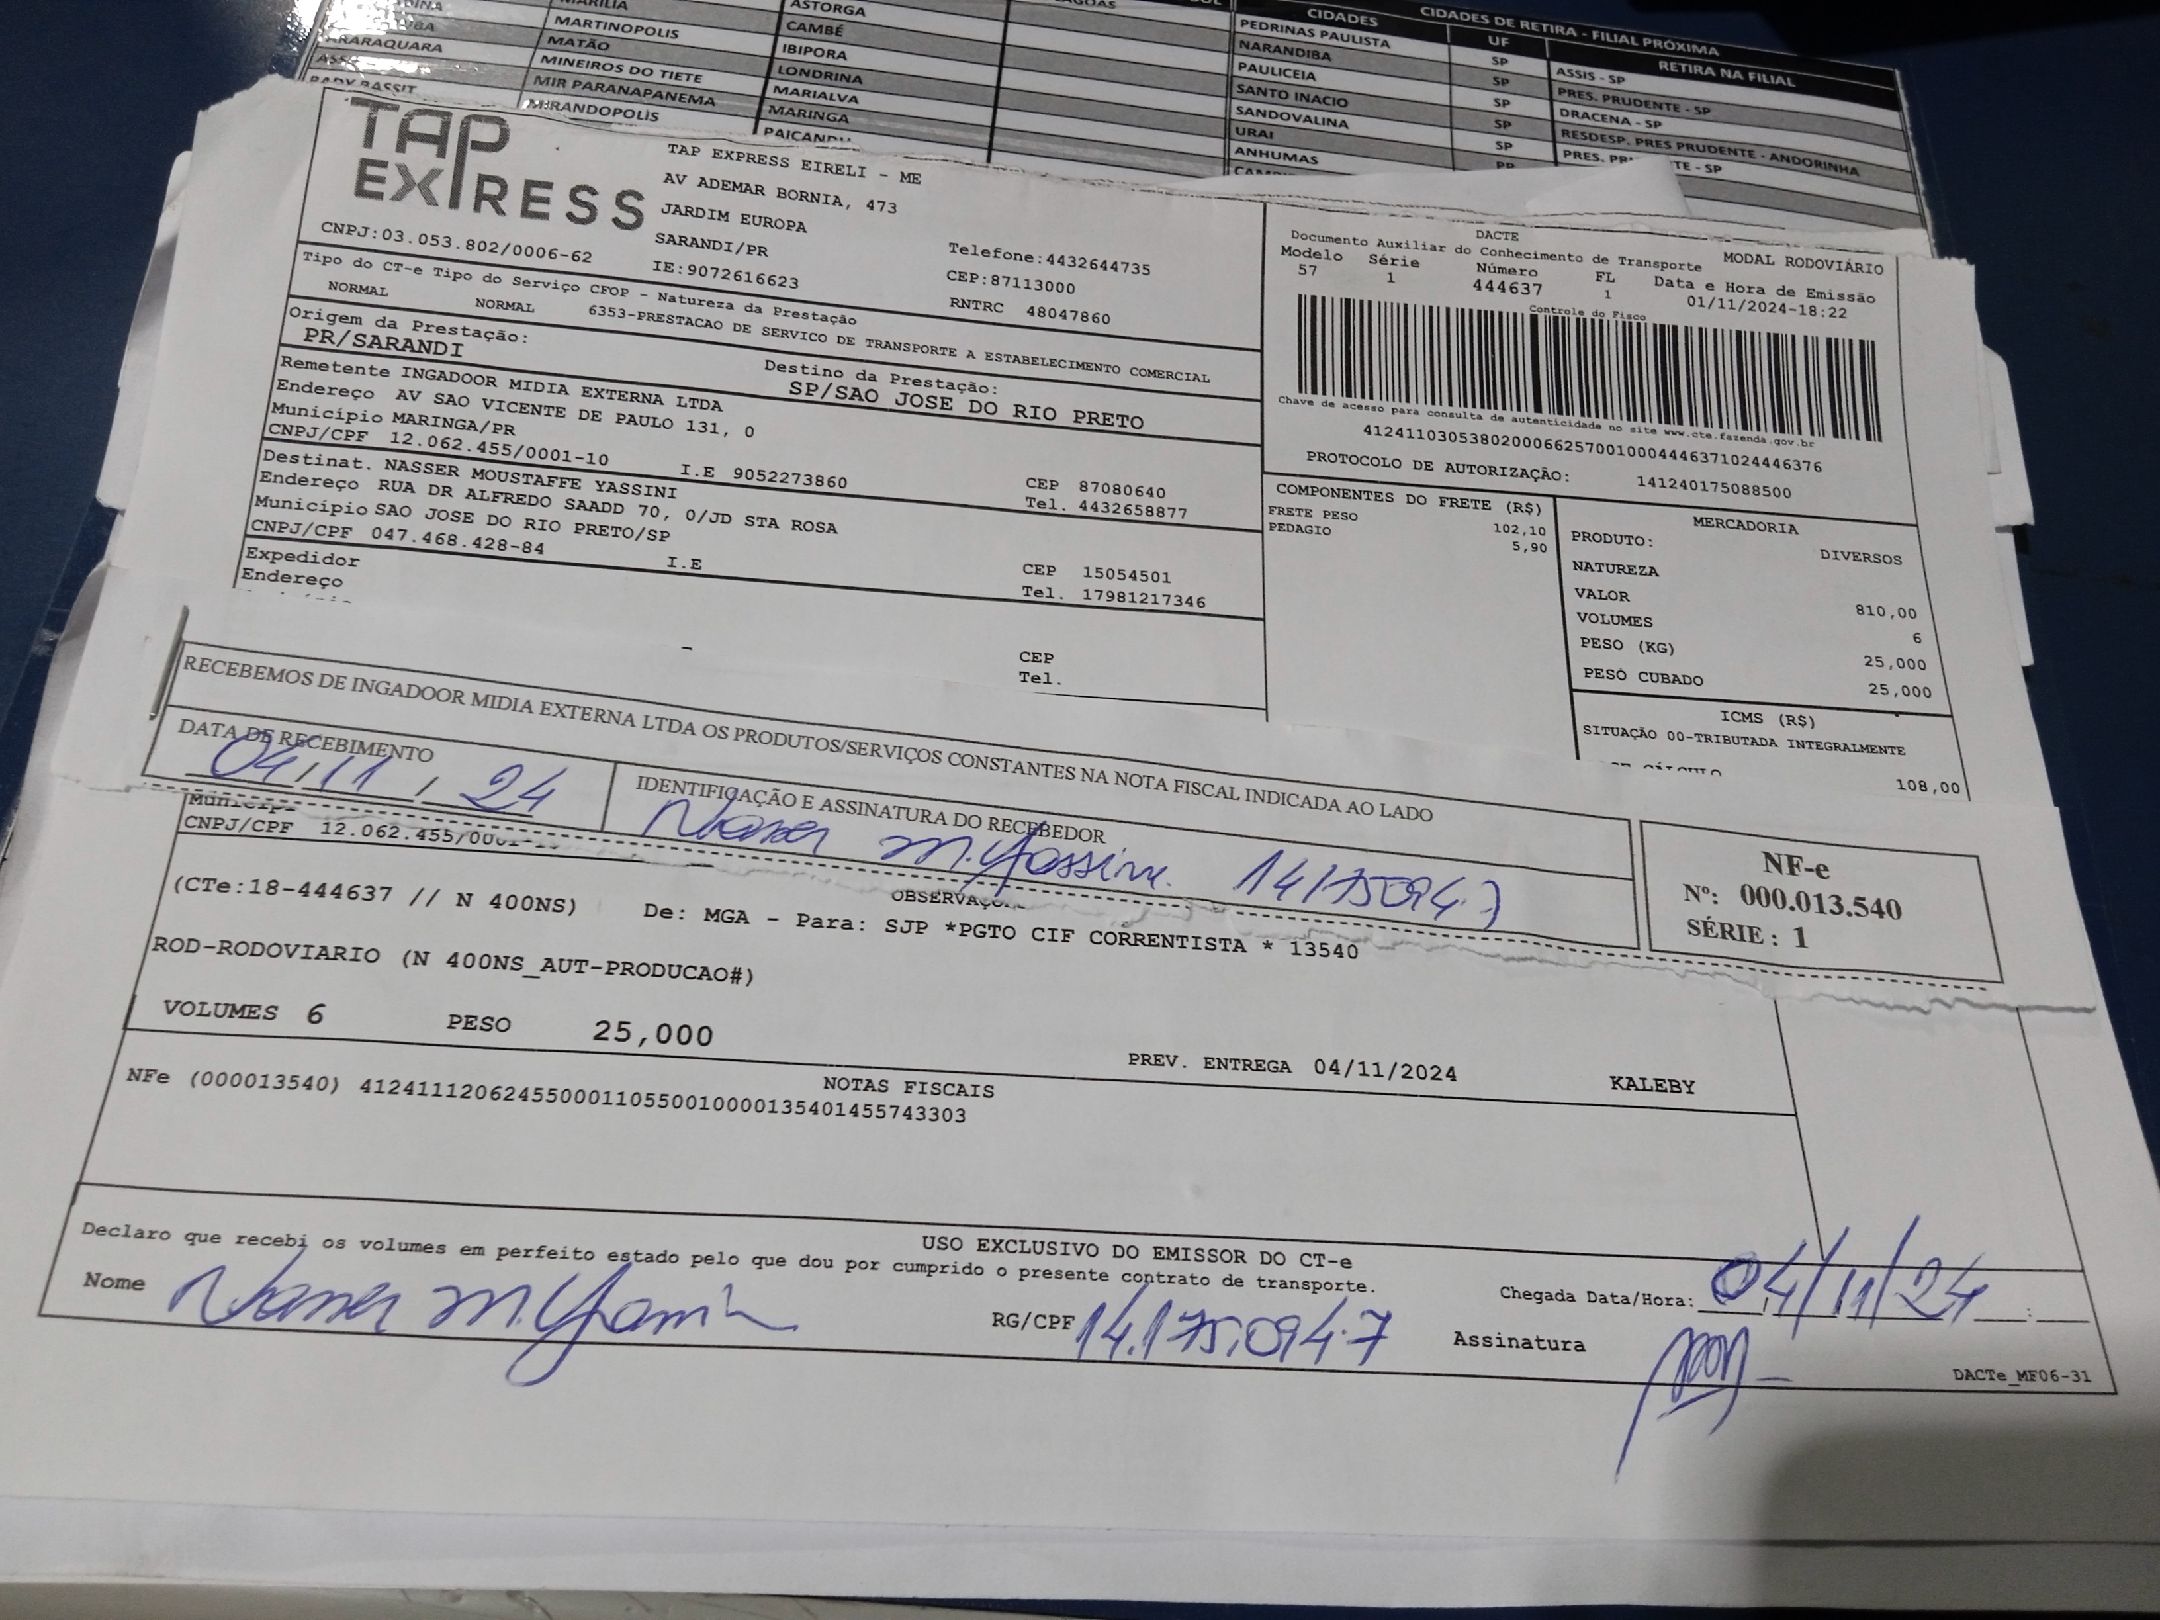 MARILIA
ASTORGA
CIDADES
CIDADES DE RETIRA - FILIAL PRÓXIMA
MARTINOPOLIS
CAMBÉ
PEDRINAS PAULISTA
UF
RETIRA NA FILIAL
ARARAQUARA
MATÃO
IBIPORA
NARANDIBA
SP
ASSIS - SP
MINEIROS DO TIETE
LONDRINA
PAULICEIA
SP
PRES. PRUDENTE - SP
MIR PARANAPANEMA
MARIALVA
SANTO INACIO
SP
DRACENA - SP
MIRANDOPOLIS
MARINGA
SANDOVALINA
SP
RESDESP. PRES PRUDENTE - ANDORINHA
URAI
SP
ANHUMAS
TAP EXPRESS
TAP EXPRESS EIRELI - ME
AV ADEMAR BORNIA, 473
JARDIM EUROPA
SARANDI/PR
Telefone:4432644735
CNPJ:03.053.802/0006-62
IE:9072616623
CEP:87113000
RNTRC 48047860
Tipo do CT-e Tipo do Serviço CFOP - Natureza da Prestação
NORMAL NORMAL 6353-PRESTACAO DE SERVICO DE TRANSPORTE A ESTABELECIMENTO COMERCIAL
Origem da Prestação:
PR/SARANDI
Destino da Prestação:
SP/SAO JOSE DO RIO PRETO
Remetente INGADOOR MIDIA EXTERNA LTDA
Endereço AV SAO VICENTE DE PAULO 131, 0
Município MARINGA/PR
CEP 87080640
CNPJ/CPF 12.062.455/0001-10 I.E 9052273860
Tel. 4432658877
Destinat. NASSER MOUSTAFFE YASSINI
Endereço RUA DR ALFREDO SAADD 70, 0/JD STA ROSA
Município SAO JOSE DO RIO PRETO/SP
CEP 15054501
CNPJ/CPF 047.468.428-84 I.E
Tel. 17981217346
Expedidor
Endereço
-
CEP
Tel.
DACTE
Documento Auxiliar do Conhecimento de Transporte
MODAL RODOVIÁRIO
Modelo Série Número FL Data e Hora de Emissão
57 1 444637 1 01/11/2024-18:22
Controle do Fisco
Chave de acesso para consulta de autenticidade no site www.cte.fazenda.gov.br
41241103053802000662570010004446371024446376
PROTOCOLO DE AUTORIZAÇÃO: 141240175088500
COMPONENTES DO FRETE (R$)
FRETE PESO 102,10
PEDAGIO 5,90
MERCADORIA
PRODUTO: DIVERSOS
NATUREZA
VALOR 810,00
VOLUMES 6
PESO (KG) 25,000
PESO CUBADO 25,000
ICMS (R$)
SITUAÇÃO 00-TRIBUTADA INTEGRALMENTE
108,00
RECEBEMOS DE INGADOOR MIDIA EXTERNA LTDA OS PRODUTOS/SERVIÇOS CONSTANTES NA NOTA FISCAL INDICADA AO LADO
DATA DE RECEBIMENTO
04/11/24
IDENTIFICAÇÃO E ASSINATURA DO RECEBEDOR
Nasser M. Yassini 14175094-7
NF-e
Nº: 000.013.540
SÉRIE: 1
CNPJ/CPF 12.062.455/
(CTe:18-444637 // N 400NS) De: MGA - Para: SJP *PGTO CIF CORRENTISTA * 13540
ROD-RODOVIARIO (N 400NS_AUT-PRODUCAO#)
VOLUMES 6 PESO 25,000
PREV. ENTREGA 04/11/2024 KALEBY
NOTAS FISCAIS
NFe (000013540) 41241112062455000110550010000135401455743303
USO EXCLUSIVO DO EMISSOR DO CT-e
Declaro que recebi os volumes em perfeito estado pelo que dou por cumprido o presente contrato de transporte.
Nome Nasser M. Yassini
RG/CPF 14.175.094-7
Chegada Data/Hora: 04/11/24 :
Assinatura
DACTe_MF06-31